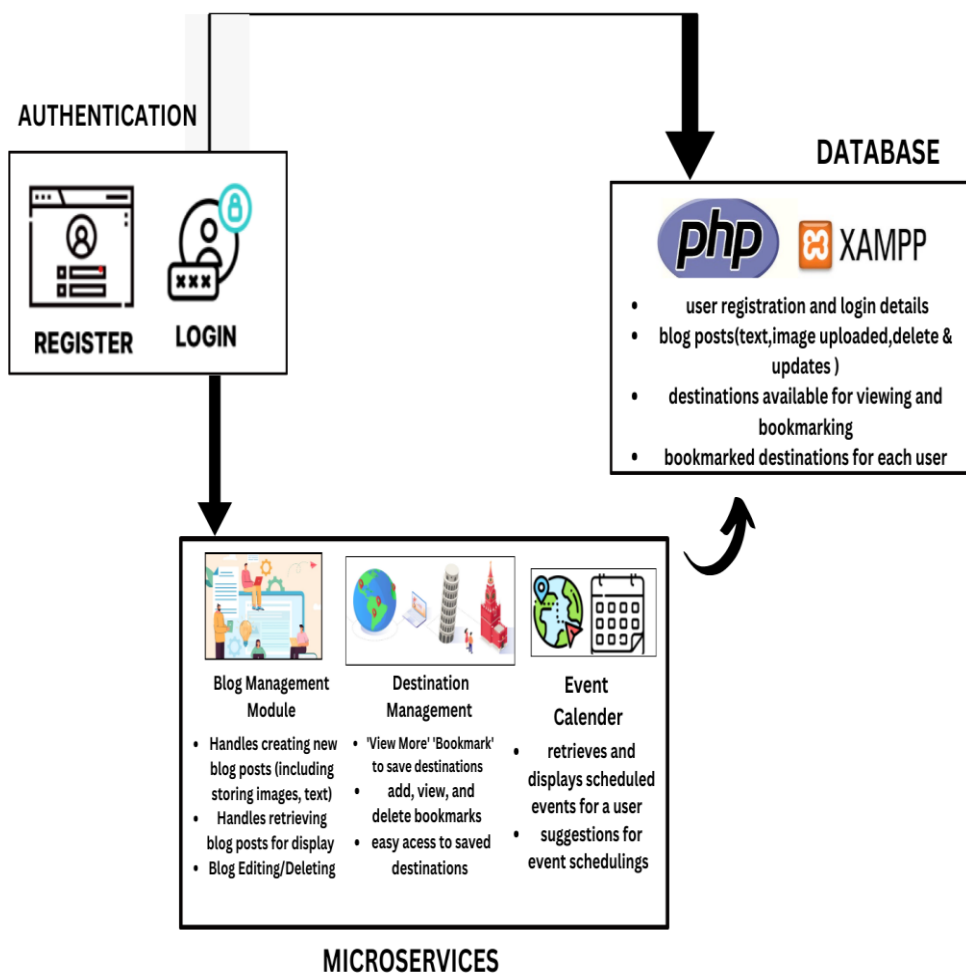 AUTHENTICATION
REGISTER
LOGIN
DATABASE
php
XAMPP
• user registration and login details
• blog posts(text,image uploaded,delete &
updates )
• destinations available for viewing and
bookmarking
• bookmarked destinations for each user
Blog Management
Module
• Handles creating new
blog posts (including
storing images, text)
• Handles retrieving
blog posts for display
• Blog Editing/Deleting
Destination
Management
• 'View More' 'Bookmark'
to save destinations
• add, view, and
delete bookmarks
• easy acess to saved
destinations
Event
Calender
• retrieves and
displays scheduled
events for a user
• suggestions for
event schedulings
MICROSERVICES